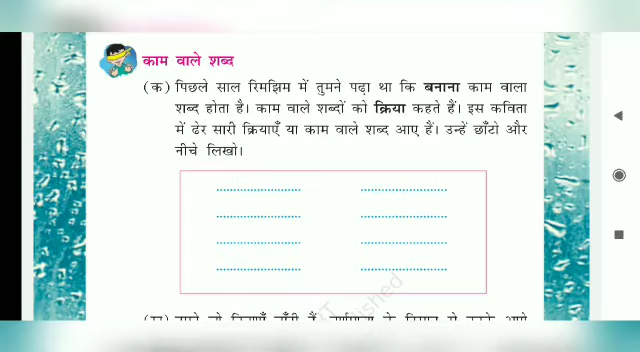 काम वाले शब्द
(क) पिछले साल रिमझिम में तुमने पढ़ा था कि बनाना काम वाला
शब्द होता है। काम वाले शब्दों को क्रिया कहते हैं। इस कविता
में ढेर सारी क्रियाएँ या काम वाले शब्द आए हैं। उन्हें छाँटो और
नीचे लिखो।